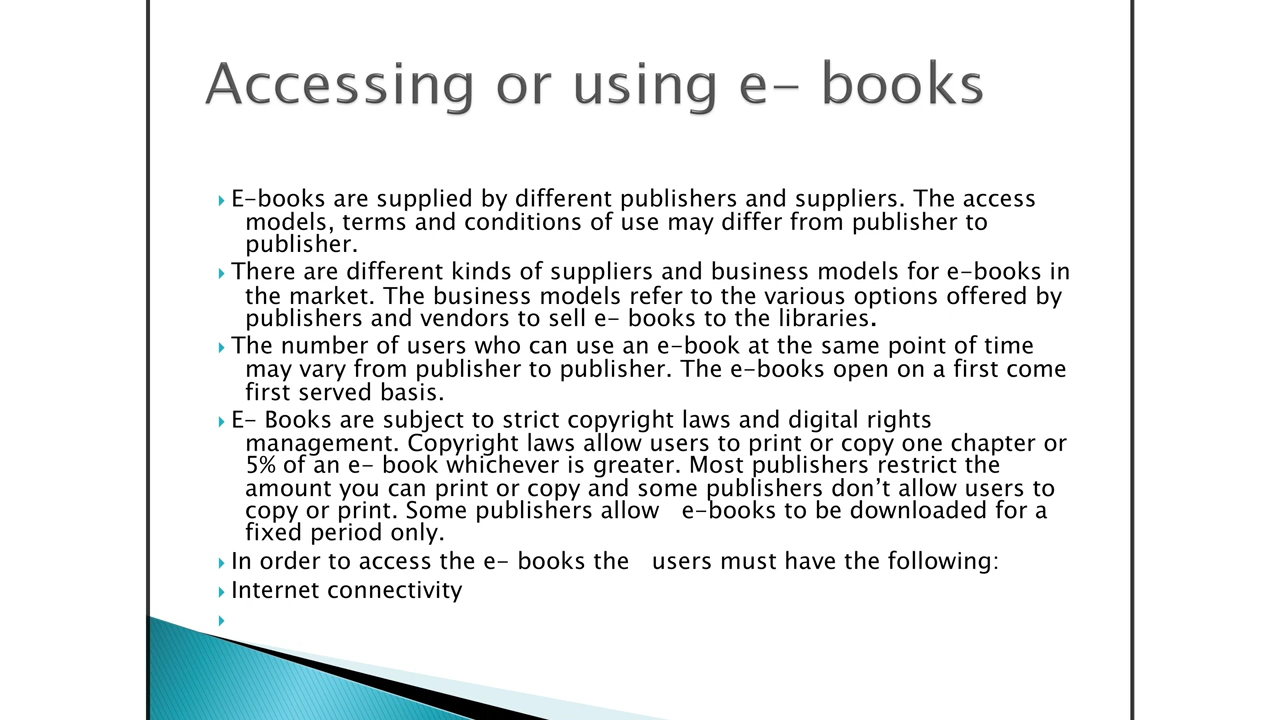 Accessing or using e- books
E-books are supplied by different publishers and suppliers. The access
models, terms and conditions of use may differ from publisher to
publisher.
There are different kinds of suppliers and business models for e-books in
the market. The business models refer to the various options offered by
publishers and vendors to sell e- books to the libraries.
The number of users who can use an e-book at the same point of time
may vary from publisher to publisher. The e-books open on a first come
first served basis.
E- Books are subject to strict copyright laws and digital rights
management. Copyright laws allow users to print or copy one chapter or
5% of an e- book whichever is greater. Most publishers restrict the
amount you can print or copy and some publishers don't allow users to
copy or print. Some publishers allow e-books to be downloaded for a
fixed period only.
In order to access the e- books the users must have the following:
Internet connectivity